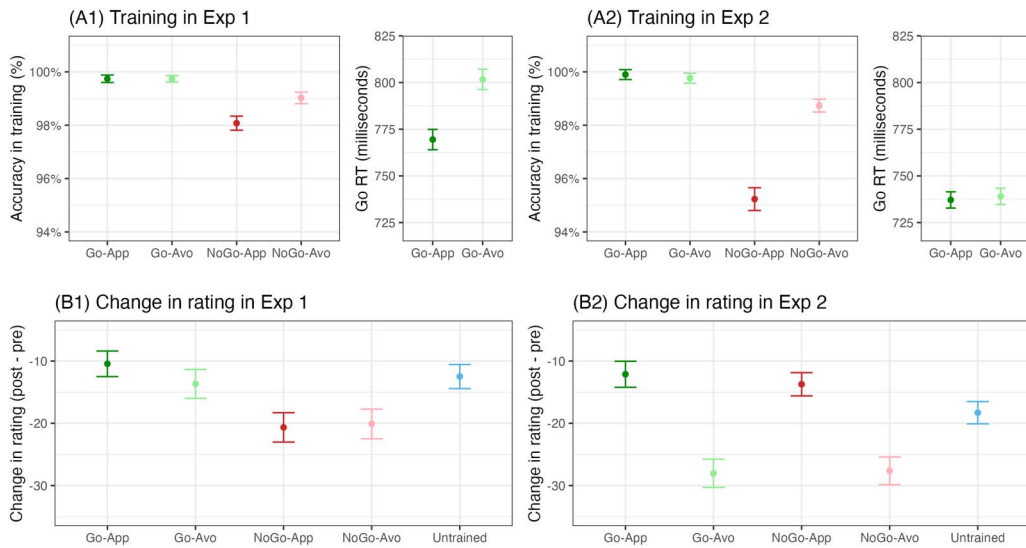 (A1) Training in Exp 1
Accuracy in training (%)
100%
98%
96%
94%
Go-App Go-Avo NoGo-App NoGo-Avo
Go RT (milliseconds)
825
800
775
750
725
Go-App Go-Avo
(A2) Training in Exp 2
Accuracy in training (%)
100%
98%
96%
94%
Go-App Go-Avo NoGo-App NoGo-Avo
Go RT (milliseconds)
825
800
775
750
725
Go-App Go-Avo
(B1) Change in rating in Exp 1
Change in rating (post - pre)
-10
-20
-30
Go-App Go-Avo NoGo-App NoGo-Avo Untrained
(B2) Change in rating in Exp 2
Change in rating (post - pre)
-10
-20
-30
Go-App Go-Avo NoGo-App NoGo-Avo Untrained